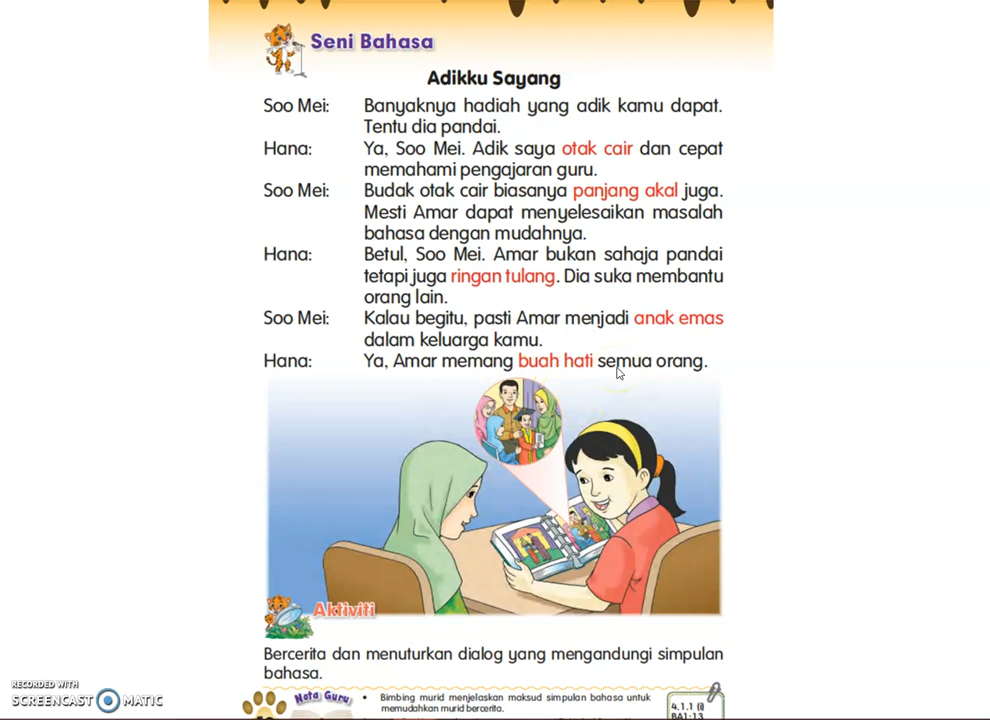 Seni Bahasa
Adikku Sayang
Soo Mei: Banyaknya hadiah yang adik kamu dapat.
Tentu dia pandai.
Hana: Ya, Soo Mei. Adik saya otak cair dan cepat
memahami pengajaran guru.
Soo Mei: Budak otak cair biasanya panjang akal juga.
Mesti Amar dapat menyelesaikan masalah
bahasa dengan mudahnya.
Hana: Betul, Soo Mei. Amar bukan sahaja pandai
tetapi juga ringan tulang. Dia suka membantu
orang lain.
Soo Mei: Kalau begitu, pasti Amar menjadi anak emas
dalam keluarga kamu.
Hana: Ya, Amar memang buah hati semua orang.
Aktiviti
Bercerita dan menuturkan dialog yang mengandungi simpulan
bahasa.
Nota Guru • Bimbing murid menjelaskan maksud simpulan bahasa untuk
memudahkan murid bercerita.
4.1.1 (i)
BA1: 13
RECORDED WITH
SCREENCAST MATIC